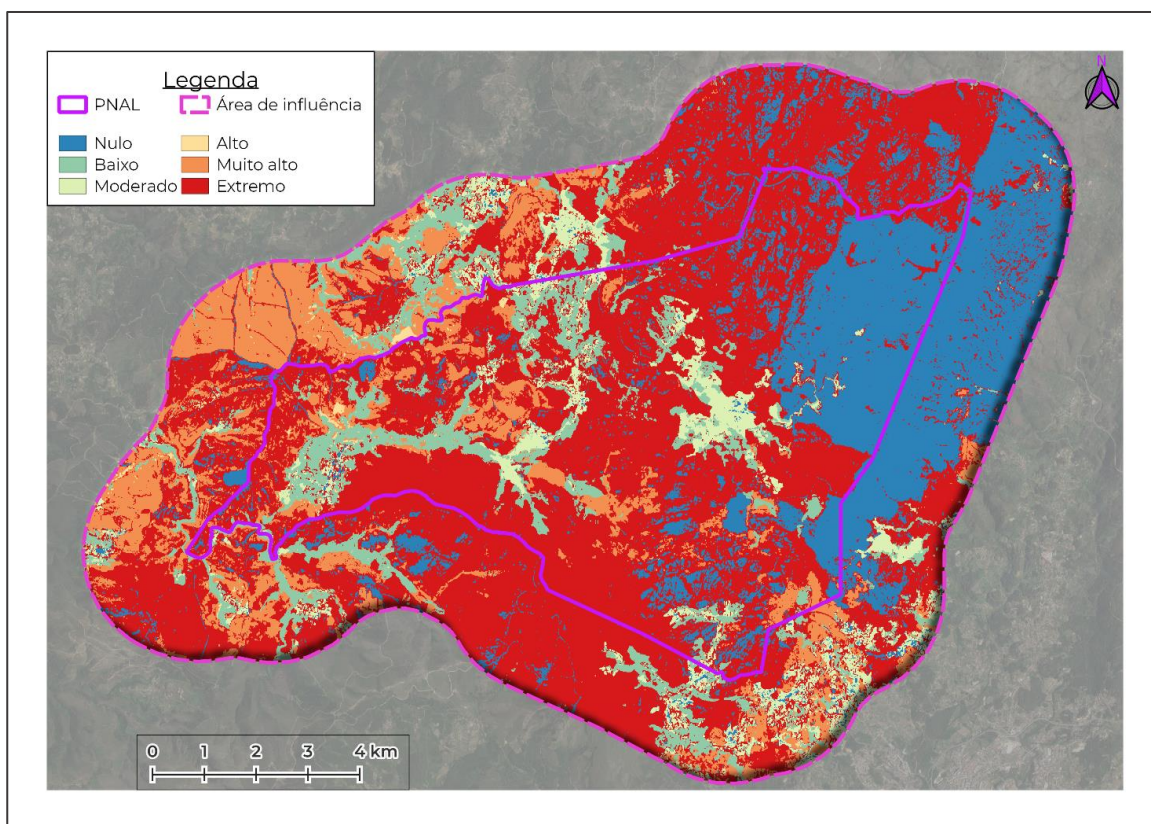 Legenda
PNAL Área de influência
Nulo Alto
Baixo Muito alto
Moderado Extremo
N
0 1 2 3 4 km